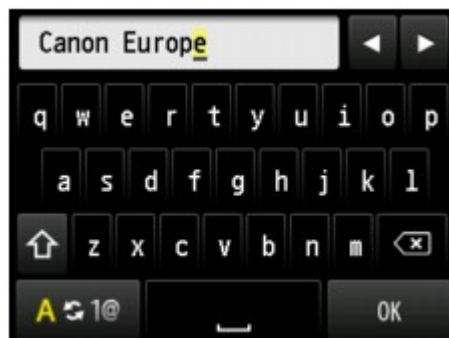 Canon Europe
q w e r t y u i o p
a s d f g h j k l
z x c v b n m
A 1@ OK